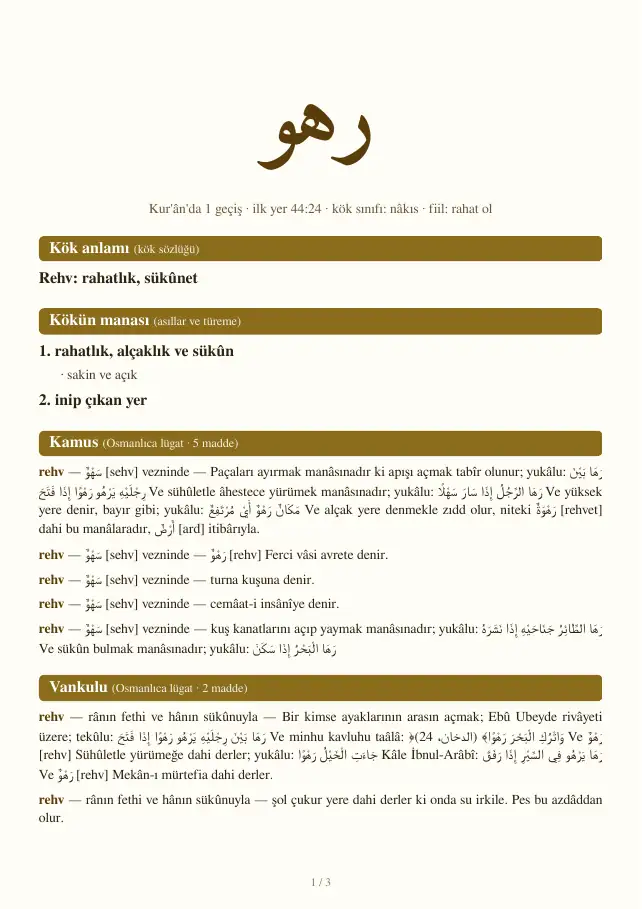 رهو
Kur'ân'da 1 geçiş · ilk yer 44:24 · kök sınıfı: nâkıs · fiil: rahat ol
Kök anlamı (kök sözlüğü)
Rehv: rahatlık, sükûnet
Kökün manası (asıllar ve türeme)
1. rahatlık, alçaklık ve sükûn
· sakin ve açık
2. inip çıkan yer
Kamus (Osmanlıca lügat · 5 madde)
rehv — سَهْوٌ [sehv] vezninde — Paçaları ayırmak manâsınadır ki apışı açmak tabîr olunur; yukâlu: رَهَا بَيْنَ
رِجْلَيْهِ يَرْهُو رَهْوًا إِذَا فَتَحَ Ve sühûletle âhestece yürümek manâsınadır; yukâlu: رَهَا الرَّجُلُ إِذَا سَارَ سَهْلًا Ve yüksek
yere denir, bayır gibi; yukâlu: مَكَانٌ رَهْوٌ أَيْ مُرْتَفِعٌ Ve alçak yere denmekle zıdd olur, niteki رَهْوَةٌ [rehvet]
dahi bu manâlaradır, أَرْضٌ [ard] itibârıyla.
rehv — سَهْوٌ [sehv] vezninde — رَهْوٌ [rehv] Ferci vâsi avrete denir.
rehv — سَهْوٌ [sehv] vezninde — turna kuşuna denir.
rehv — سَهْوٌ [sehv] vezninde — cemâat-i insânîye denir.
rehv — سَهْوٌ [sehv] vezninde — kuş kanatlarını açıp yaymak manâsınadır; yukâlu: رَهَا الطَّائِرُ جَنَاحَيْهِ إِذَا نَشَرَهُ
Ve sükûn bulmak manâsınadır; yukâlu: رَهَا الْبَحْرُ إِذَا سَكَنَ
Vankulu (Osmanlıca lügat · 2 madde)
rehv — rânın fethi ve hânın sükûnuyla — Bir kimse ayaklarının arasın açmak; Ebû Ubeyde rivâyeti
üzere; tekûlu: رَهَا بَيْنَ رِجْلَيْهِ يَرْهُو رَهْوًا إِذَا فَتَحَ Ve minhu kavluhu taâlâ: ﴿وَاتْرُكِ الْبَحْرَ رَهْوًا﴾ (الدخان، 24) Ve رَهْوٌ
[rehv] Sühûletle yürümeğe dahi derler; yukâlu: جَاءَتِ الْخَيْلُ رَهْوًا Kâle İbnul-Arâbî: رَهَا يَرْهُو فِي السَّيْرِ إِذَا رَفَقَ
Ve رَهْوٌ [rehv] Mekân-ı mürtefia dahi derler.
rehv — rânın fethi ve hânın sükûnuyla — şol çukur yere dahi derler ki onda su irkile. Pes bu azdâddan
olur.
1 / 3